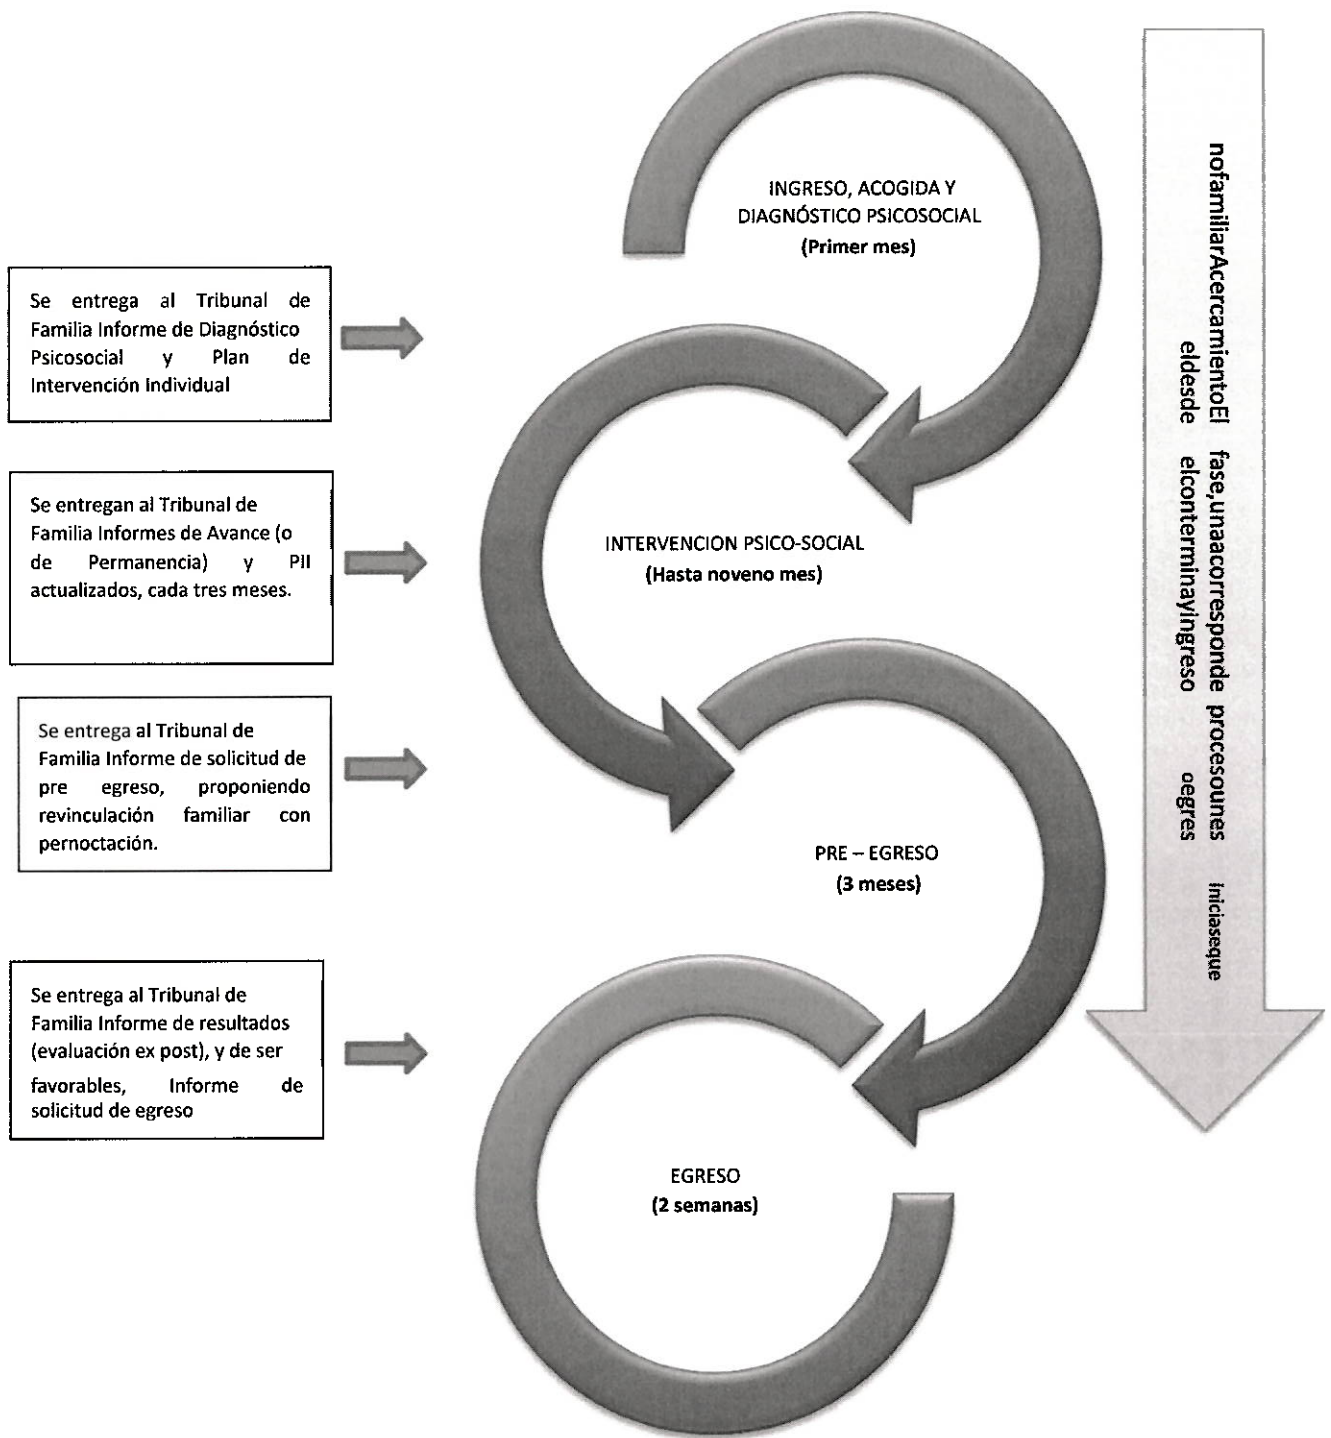 INGRESO, ACOGIDA Y
DIAGNÓSTICO PSICOSOCIAL
(Primer mes)
Se entrega al Tribunal de
Familia Informe de Diagnóstico
Psicosocial y Plan de
Intervención Individual
Se entregan al Tribunal de
Familia Informes de Avance (o
de Permanencia) y PII
actualizados, cada tres meses.
INTERVENCION PSICO-SOCIAL
(Hasta noveno mes)
Se entrega al Tribunal de
Familia Informe de solicitud de
pre egreso, proponiendo
revinculación familiar con
pernoctación.
PRE – EGRESO
(3 meses)
Se entrega al Tribunal de
Familia Informe de resultados
(evaluación ex post), y de ser
favorables, Informe de
solicitud de egreso
EGRESO
(2 semanas)
nofamiliarAcercamientoEl fase,unaacorresponde procesounes iniciaseque
eldesde elconterminayingreso oegres